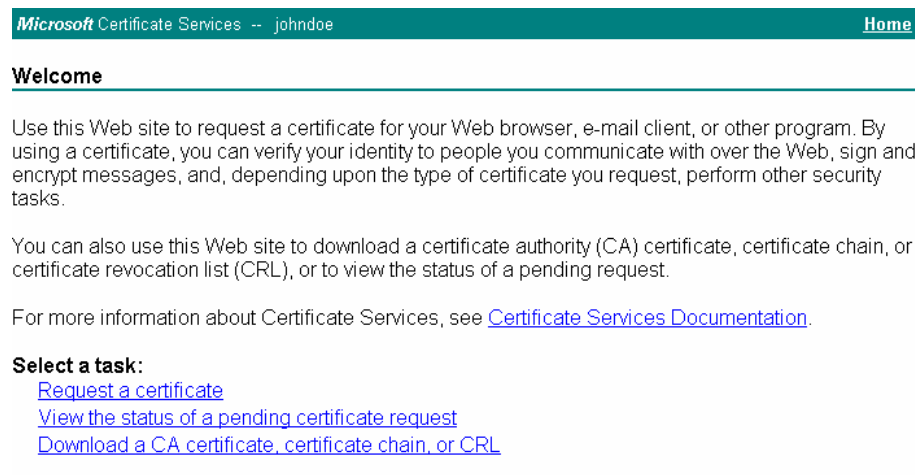 Microsoft Certificate Services -- johndoe Home
Welcome
Use this Web site to request a certificate for your Web browser, e-mail client, or other program. By
using a certificate, you can verify your identity to people you communicate with over the Web, sign and
encrypt messages, and, depending upon the type of certificate you request, perform other security
tasks.
You can also use this Web site to download a certificate authority (CA) certificate, certificate chain, or
certificate revocation list (CRL), or to view the status of a pending request.
For more information about Certificate Services, see Certificate Services Documentation.
Select a task:
Request a certificate
View the status of a pending certificate request
Download a CA certificate, certificate chain, or CRL